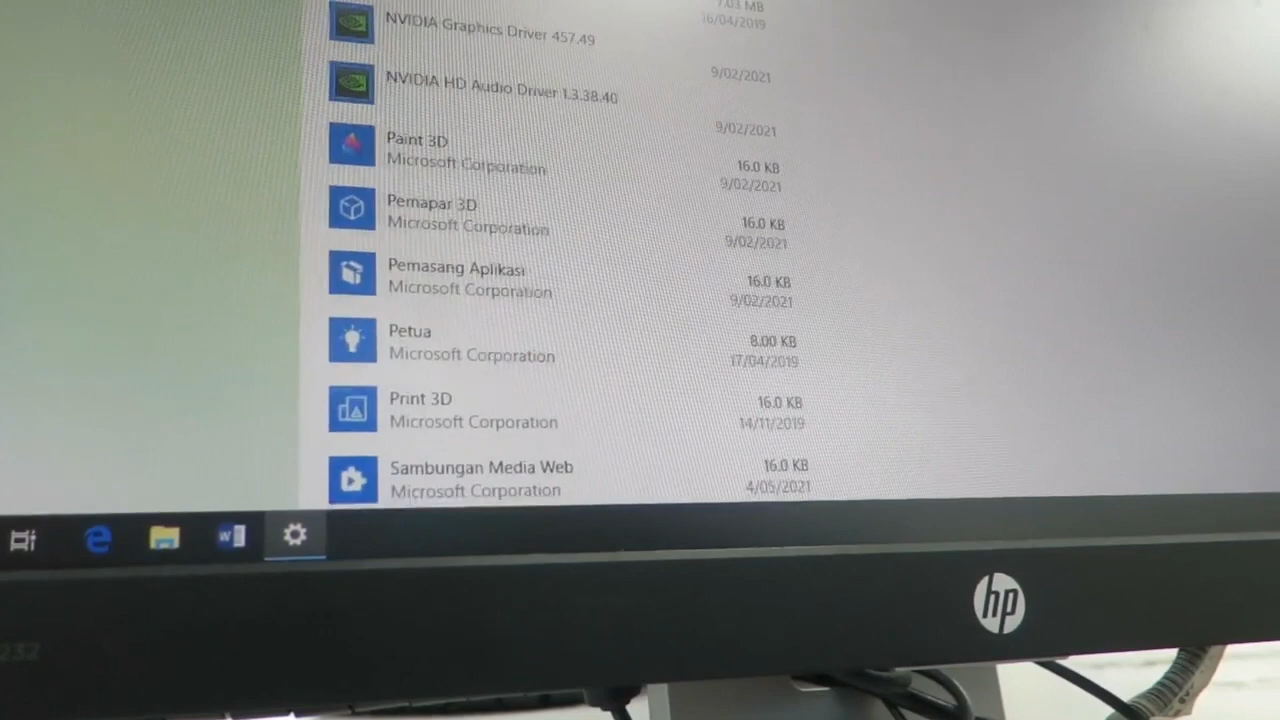 7.03 MB
16/04/2019
NVIDIA Graphics Driver 457.49
9/02/2021
NVIDIA HD Audio Driver 1.3.38.40
9/02/2021
Paint 3D
16.0 KB
Microsoft Corporation
9/02/2021
Pemapar 3D
16.0 KB
Microsoft Corporation
9/02/2021
Pemasang Aplikasi
16.0 KB
Microsoft Corporation
9/02/2021
Petua
8.00 KB
Microsoft Corporation
17/04/2019
Print 3D
16.0 KB
Microsoft Corporation
14/11/2019
Sambungan Media Web
16.0 KB
Microsoft Corporation
4/05/2021
hp